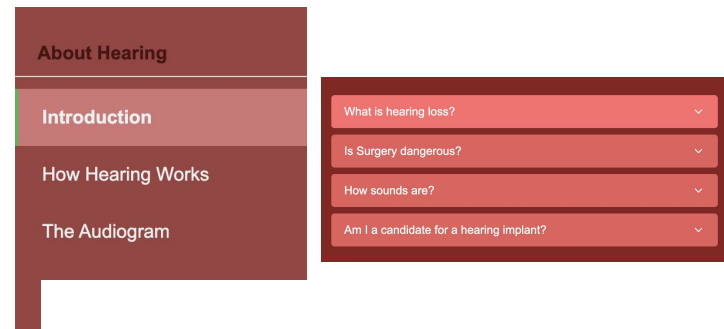 About Hearing
Introduction
How Hearing Works
The Audiogram
What is hearing loss?
Is Surgery dangerous?
How sounds are?
Am I a candidate for a hearing implant?